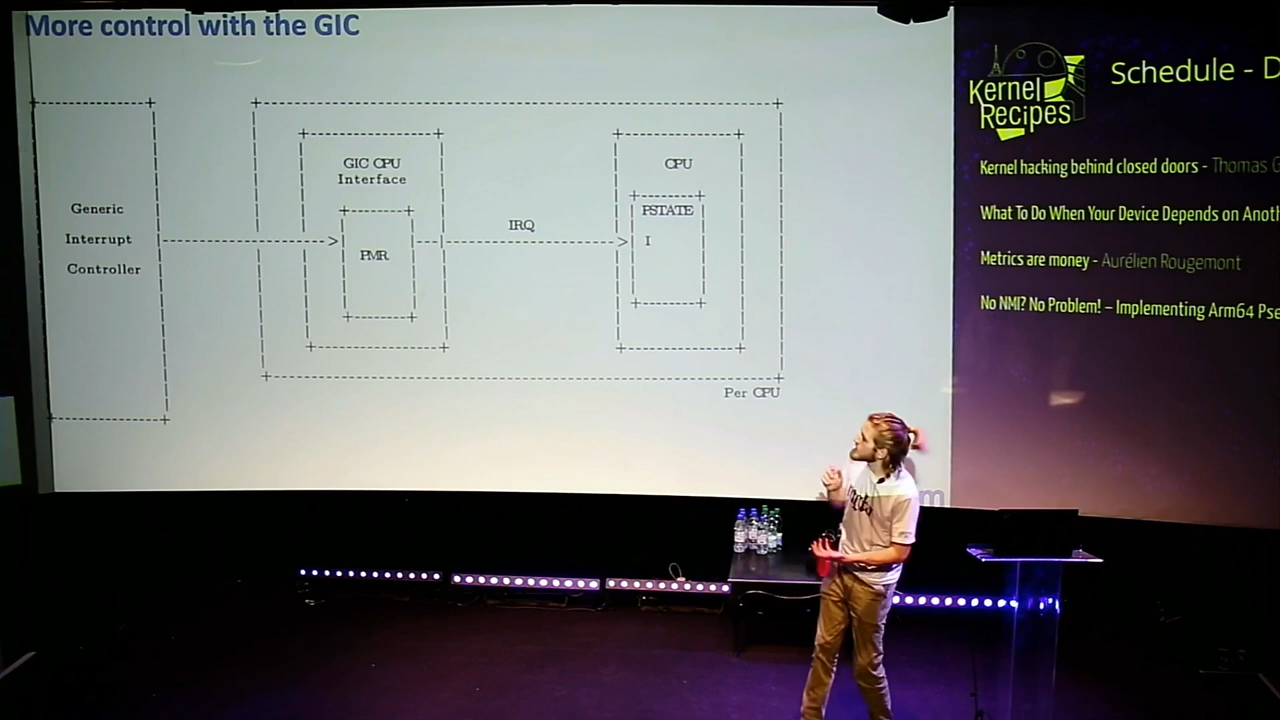 More control with the GIC
Generic
Interrupt
Controller
GIC CPU
Interface
PMR
IRQ
CPU
PSTATE
I
Per CPU
Kernel
Recipes
Schedule - D
Kernel hacking behind closed doors - Thomas G
What To Do When Your Device Depends on Anoth
Metrics are money - Aurélien Rougemont
No NMI? No Problem! – Implementing Arm64 Pse
m